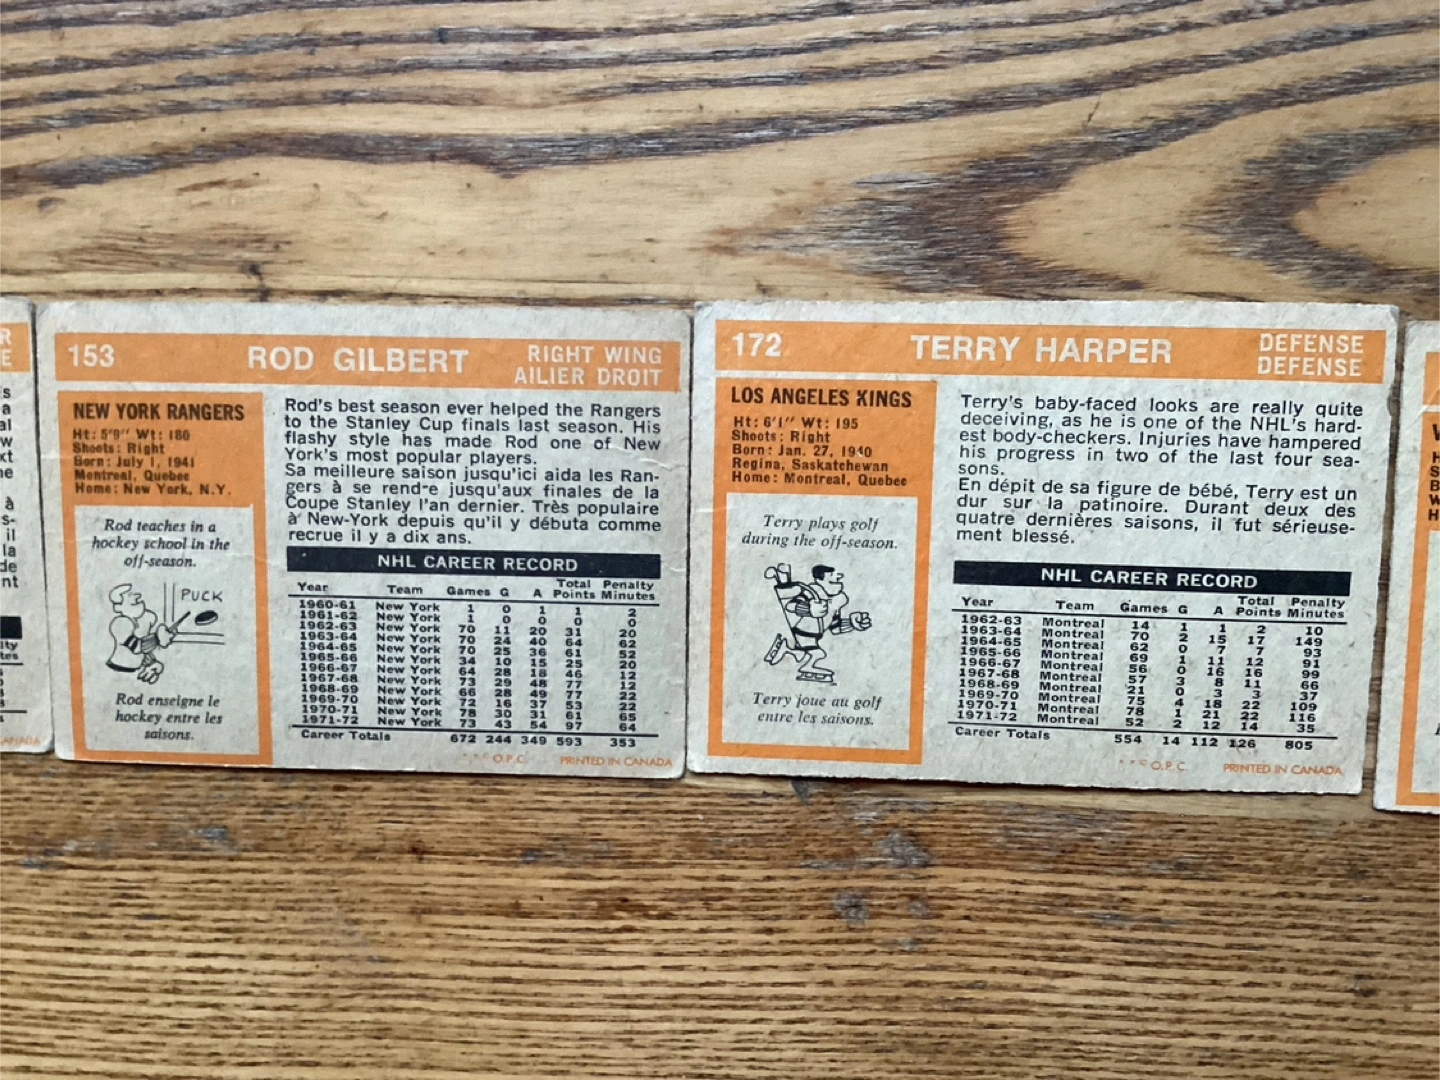 153
ROD GILBERT
RIGHT WING
AILIER DROIT
NEW YORK RANGERS
Ht: 5'9" Wt: 180
Shoots: Right
Born: July 1, 1941
Montreal, Quebec
Home: New York, N.Y.
Rod teaches in a
hockey school in the
off-season.
PUCK
Rod enseigne le
hockey entre les
saisons.
Rod's best season ever helped the Rangers
to the Stanley Cup finals last season. His
flashy style has made Rod one of New
York's most popular players.
Sa meilleure saison jusqu'ici aida les Ran-
gers à se rend-e jusqu'aux finales de la
Coupe Stanley l'an dernier. Très populaire
à New-York depuis qu'il y débuta comme
recrue il y a dix ans.
NHL CAREER RECORD
Year Team Games G A Total Points Penalty Minutes
1960-61 New York 1 0 1 1 2
1961-62 New York 1 0 0 0 0
1962-63 New York 70 11 20 31 20
1963-64 New York 70 24 40 64 62
1964-65 New York 70 25 36 61 52
1965-66 New York 34 10 15 25 20
1966-67 New York 64 28 18 46 12
1967-68 New York 73 29 48 77 12
1968-69 New York 66 28 49 77 22
1969-70 New York 72 16 37 53 22
1970-71 New York 78 30 31 61 65
1971-72 New York 73 43 54 97 64
Career Totals 672 244 349 593 353
O.P.C. PRINTED IN CANADA
172
TERRY HARPER
DEFENSE
DEFENSE
LOS ANGELES KINGS
Ht: 6'1" Wt: 195
Shoots: Right
Born: Jan. 27, 1940
Regina, Saskatchewan
Home: Montreal, Quebec
Terry plays golf
during the off-season.
Terry joue au golf
entre les saisons.
Terry's baby-faced looks are really quite
deceiving, as he is one of the NHL's hard-
est body-checkers. Injuries have hampered
his progress in two of the last four sea-
sons.
En dépit de sa figure de bébé, Terry est un
dur sur la patinoire. Durant deux des
quatre dernières saisons, il fut sérieuse-
ment blessé.
NHL CAREER RECORD
Year Team Games G A Total Points Penalty Minutes
1962-63 Montreal 14 1 1 2 10
1963-64 Montreal 70 2 15 17 149
1964-65 Montreal 62 0 7 7 93
1965-66 Montreal 69 1 11 12 91
1966-67 Montreal 56 0 16 16 99
1967-68 Montreal 57 3 8 11 66
1968-69 Montreal 21 0 3 3 37
1969-70 Montreal 75 4 18 22 109
1970-71 Montreal 78 1 21 22 116
1971-72 Montreal 52 2 12 14 35
Career Totals 554 14 112 126 805
O.P.C. PRINTED IN CANADA